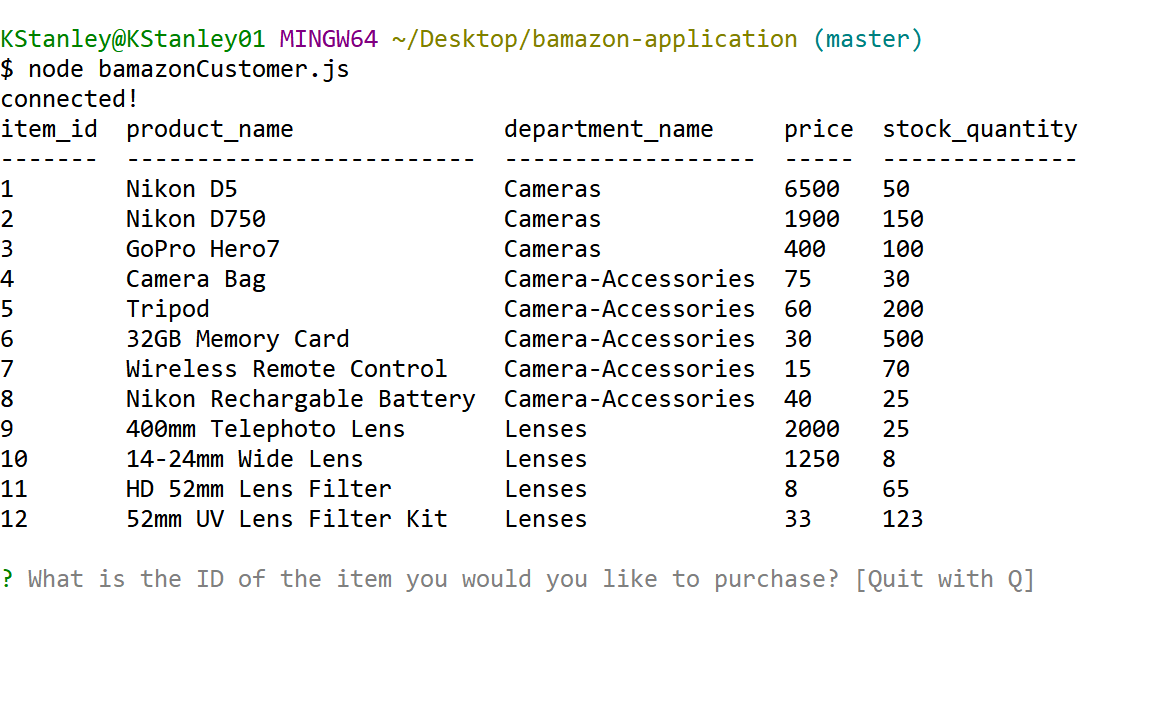 KStanley@KStanley01 MINGW64 ~/Desktop/bamazon-application (master)
$ node bamazonCustomer.js
connected!
item_id  product_name               department_name     price  stock_quantity
-------  -------------------------  ------------------  -----  --------------
1        Nikon D5                   Cameras             6500   50
2        Nikon D750                 Cameras             1900   150
3        GoPro Hero7                Cameras             400    100
4        Camera Bag                 Camera-Accessories  75     30
5        Tripod                     Camera-Accessories  60     200
6        32GB Memory Card           Camera-Accessories  30     500
7        Wireless Remote Control    Camera-Accessories  15     70
8        Nikon Rechargable Battery  Camera-Accessories  40     25
9        400mm Telephoto Lens       Lenses              2000   25
10       14-24mm Wide Lens          Lenses              1250   8
11       HD 52mm Lens Filter        Lenses              8      65
12       52mm UV Lens Filter Kit    Lenses              33     123
? What is the ID of the item you would you like to purchase? [Quit with Q]